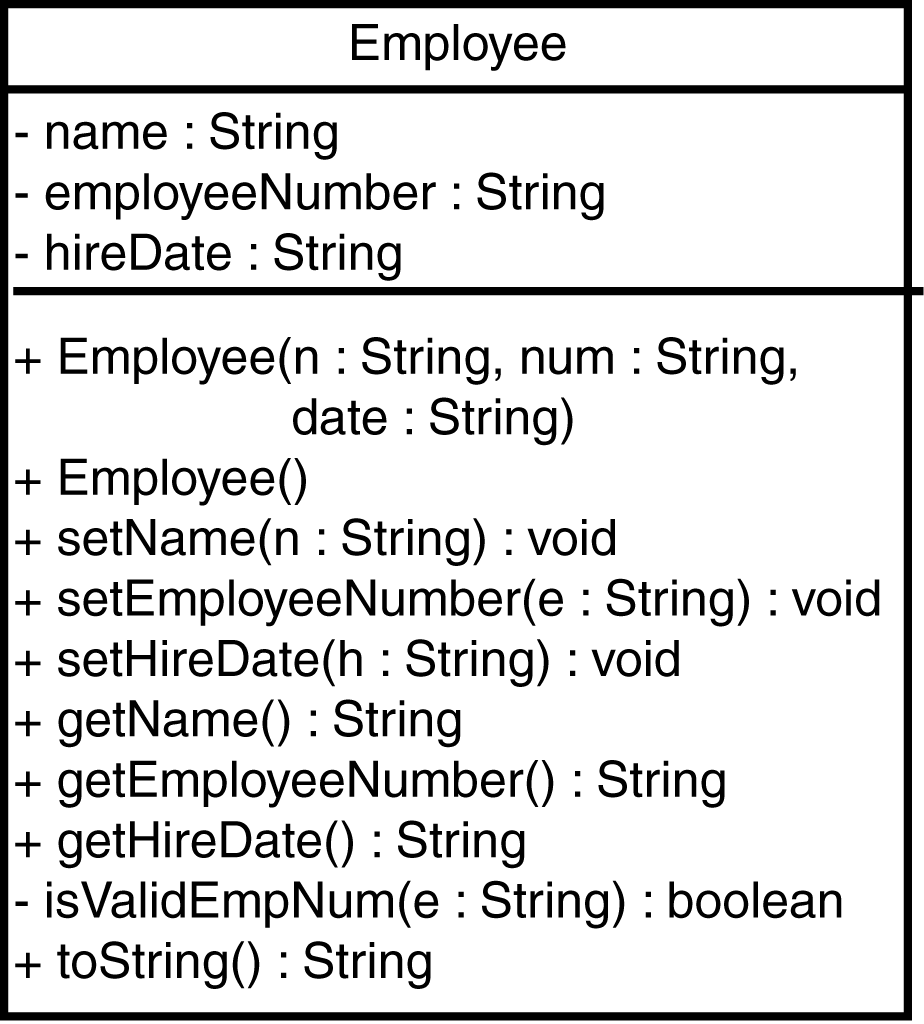 Employee
- name : String
- employeeNumber : String
- hireDate : String
+ Employee(n : String, num : String,
date : String)
+ Employee()
+ setName(n : String) : void
+ setEmployeeNumber(e : String) : void
+ setHireDate(h : String) : void
+ getName() : String
+ getEmployeeNumber() : String
+ getHireDate() : String
- isValidEmpNum(e : String) : boolean
+ toString() : String